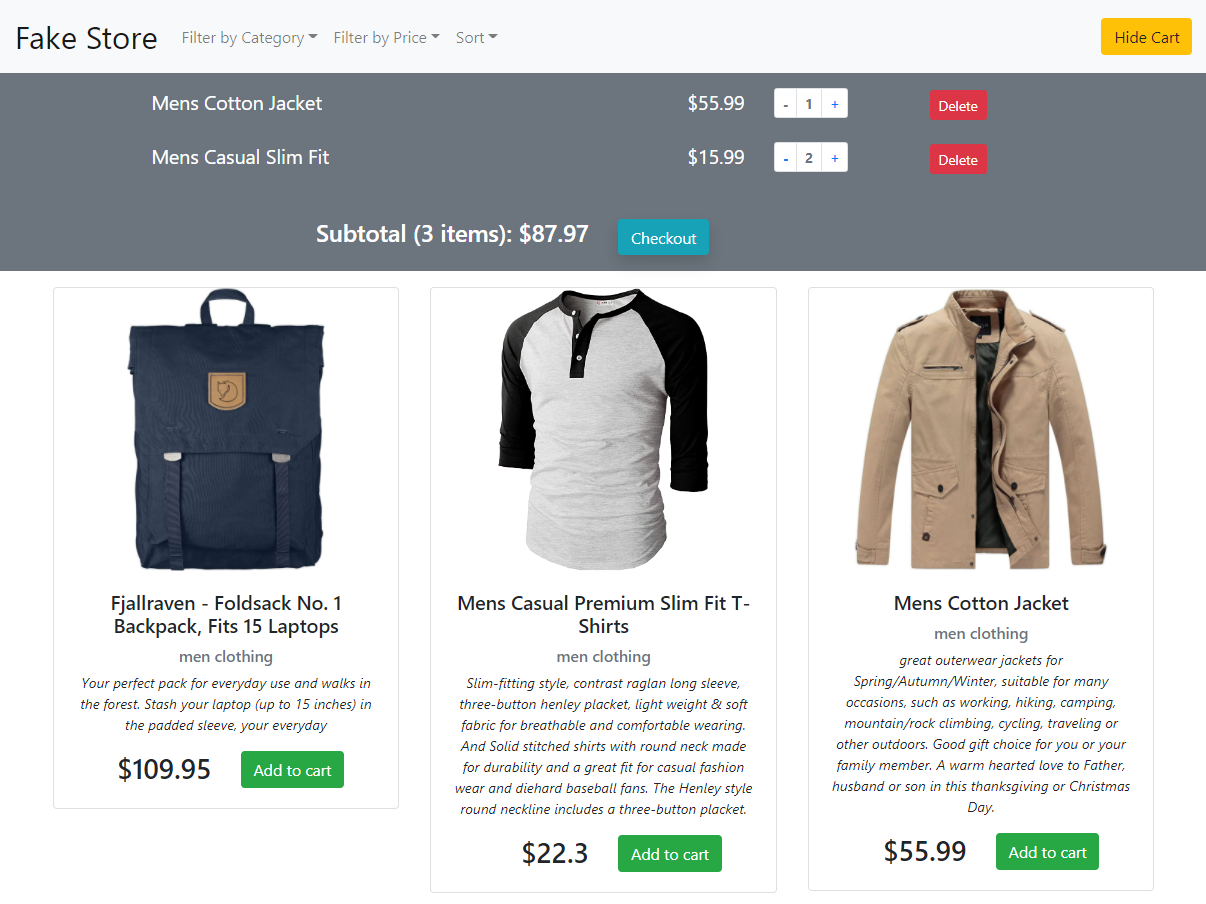 Fake Store Filter by Category Filter by Price Sort Hide Cart
Mens Cotton Jacket $55.99 - 1 + Delete
Mens Casual Slim Fit $15.99 - 2 + Delete
Subtotal (3 items): $87.97 Checkout
Fjallraven - Foldsack No. 1
Backpack, Fits 15 Laptops
men clothing
Your perfect pack for everyday use and walks in
the forest. Stash your laptop (up to 15 inches) in
the padded sleeve, your everyday
$109.95 Add to cart
Mens Casual Premium Slim Fit T-
Shirts
men clothing
Slim-fitting style, contrast raglan long sleeve,
three-button henley placket, light weight & soft
fabric for breathable and comfortable wearing.
And Solid stitched shirts with round neck made
for durability and a great fit for casual fashion
wear and diehard baseball fans. The Henley style
round neckline includes a three-button placket.
$22.3 Add to cart
Mens Cotton Jacket
men clothing
great outerwear jackets for
Spring/Autumn/Winter, suitable for many
occasions, such as working, hiking, camping,
mountain/rock climbing, cycling, traveling or
other outdoors. Good gift choice for you or your
family member. A warm hearted love to Father,
husband or son in this thanksgiving or Christmas
Day.
$55.99 Add to cart